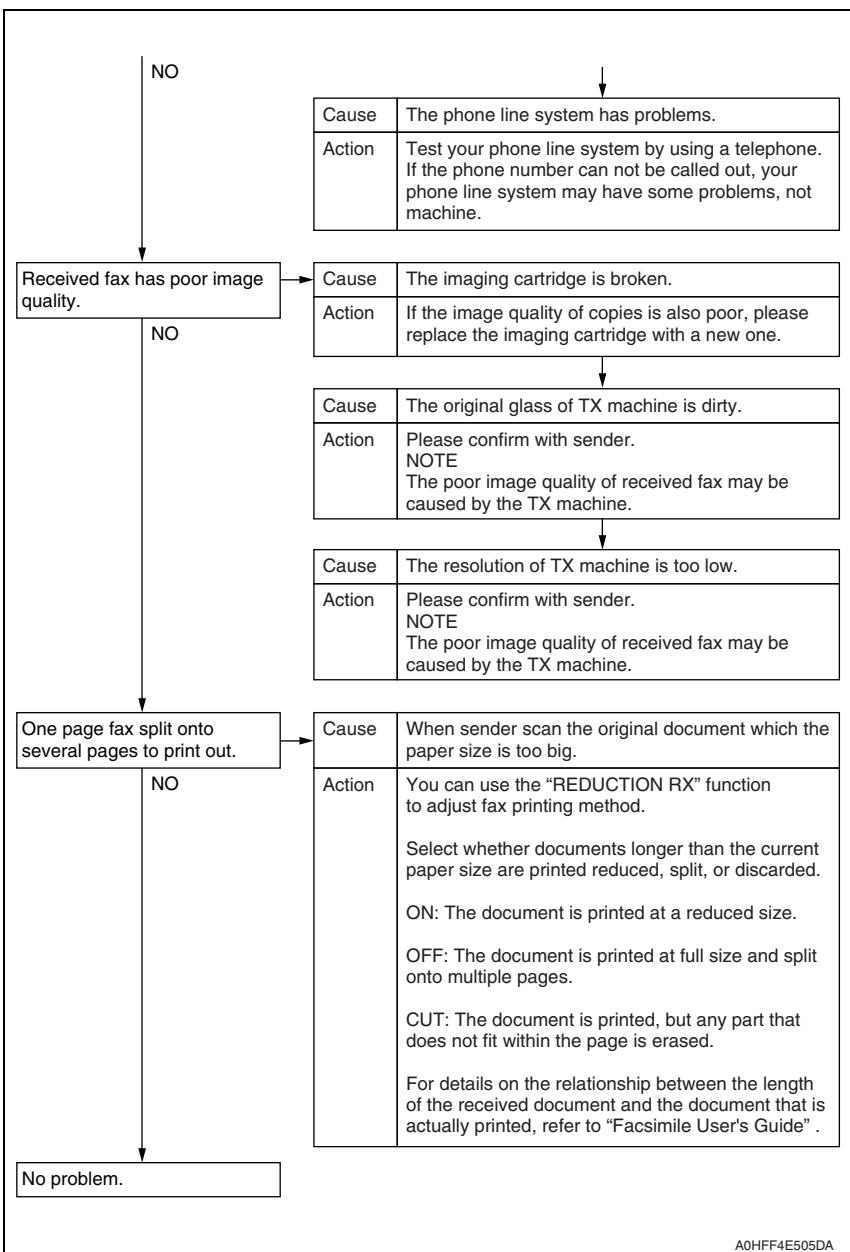 NO
Cause The phone line system has problems.
Action Test your phone line system by using a telephone.
If the phone number can not be called out, your
phone line system may have some problems, not
machine.
Received fax has poor image
quality.
Cause The imaging cartridge is broken.
Action If the image quality of copies is also poor, please
replace the imaging cartridge with a new one.
NO
Cause The original glass of TX machine is dirty.
Action Please confirm with sender.
NOTE
The poor image quality of received fax may be
caused by the TX machine.
Cause The resolution of TX machine is too low.
Action Please confirm with sender.
NOTE
The poor image quality of received fax may be
caused by the TX machine.
One page fax split onto
several pages to print out.
Cause When sender scan the original document which the
paper size is too big.
NO
Action You can use the “REDUCTION RX” function
to adjust fax printing method.
Select whether documents longer than the current
paper size are printed reduced, split, or discarded.
ON: The document is printed at a reduced size.
OFF: The document is printed at full size and split
onto multiple pages.
CUT: The document is printed, but any part that
does not fit within the page is erased.
For details on the relationship between the length
of the received document and the document that is
actually printed, refer to “Facsimile User's Guide” .
No problem.
A0HFF4E505DA